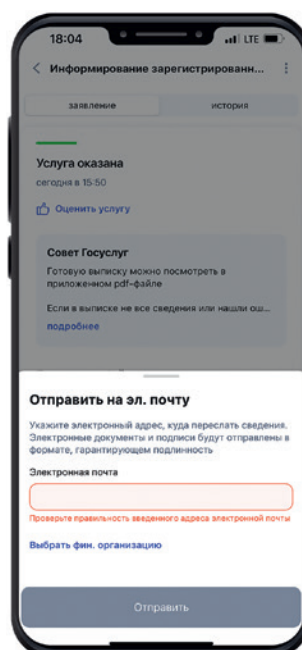 18:04 LTE
Информирование зарегистрированн...
заявление история
Услуга оказана
сегодня в 15:50
Оценить услугу
Совет Госуслуг
Готовую выписку можно посмотреть в
приложенном pdf-файле
Если в выписке не все сведения или нашли ош...
подробнее
Отправить на эл. почту
Укажите электронный адрес, куда переслать сведения.
Электронные документы и подписи будут отправлены в
формате, гарантирующем подлинность
Электронная почта
Проверьте правильность введенного адреса электронной почты
Выбрать фин. организацию
Отправить